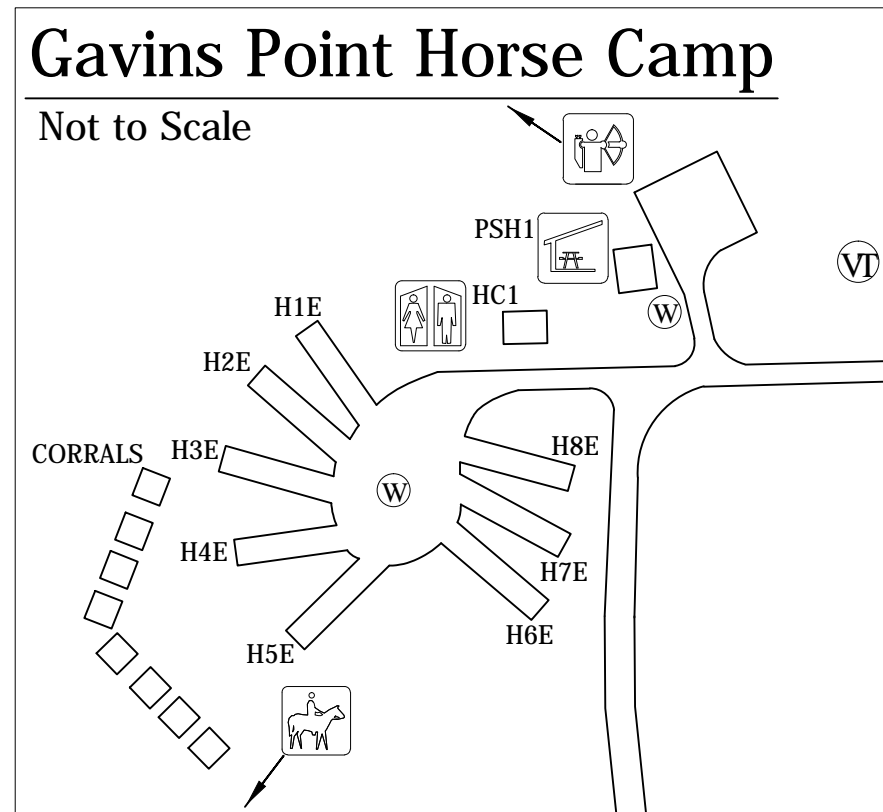 Gavins Point Horse Camp
Not to Scale
PSH1
VT
HC1
W
H1E
H2E
H8E
H3E
CORRALS
W
H4E
H7E
H6E
H5E